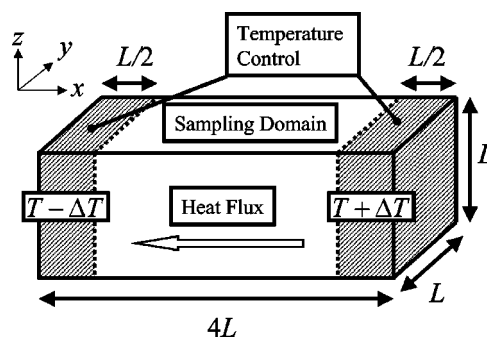 z
y
x
L/2
Temperature
Control
L/2
Sampling Domain
L
T − ΔT
Heat Flux
T + ΔT
L
4L